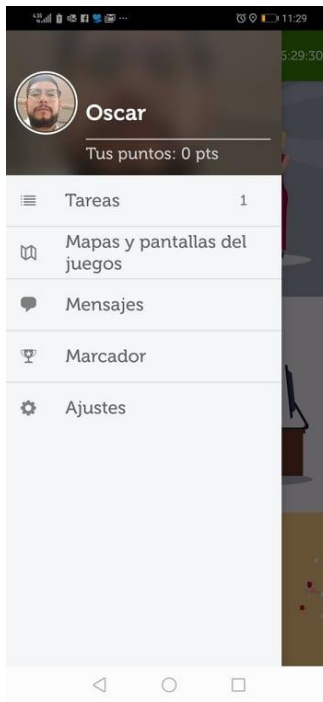 11:29
5:29:30
Oscar
Tus puntos: 0 pts
Tareas 1
Mapas y pantallas del
juegos
Mensajes
Marcador
Ajustes